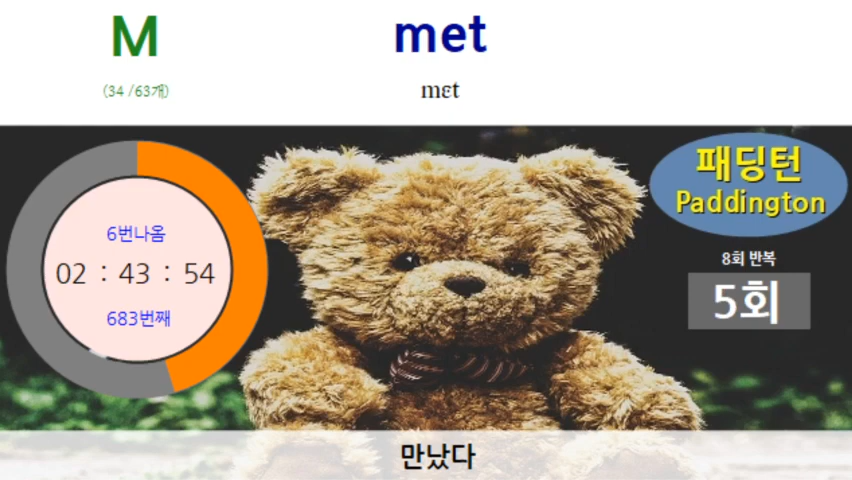 M
met
(34 /63개)
mɛt
패딩턴
Paddington
6번나옴
02 : 43 : 54
683번째
8회 반복
5회
만났다